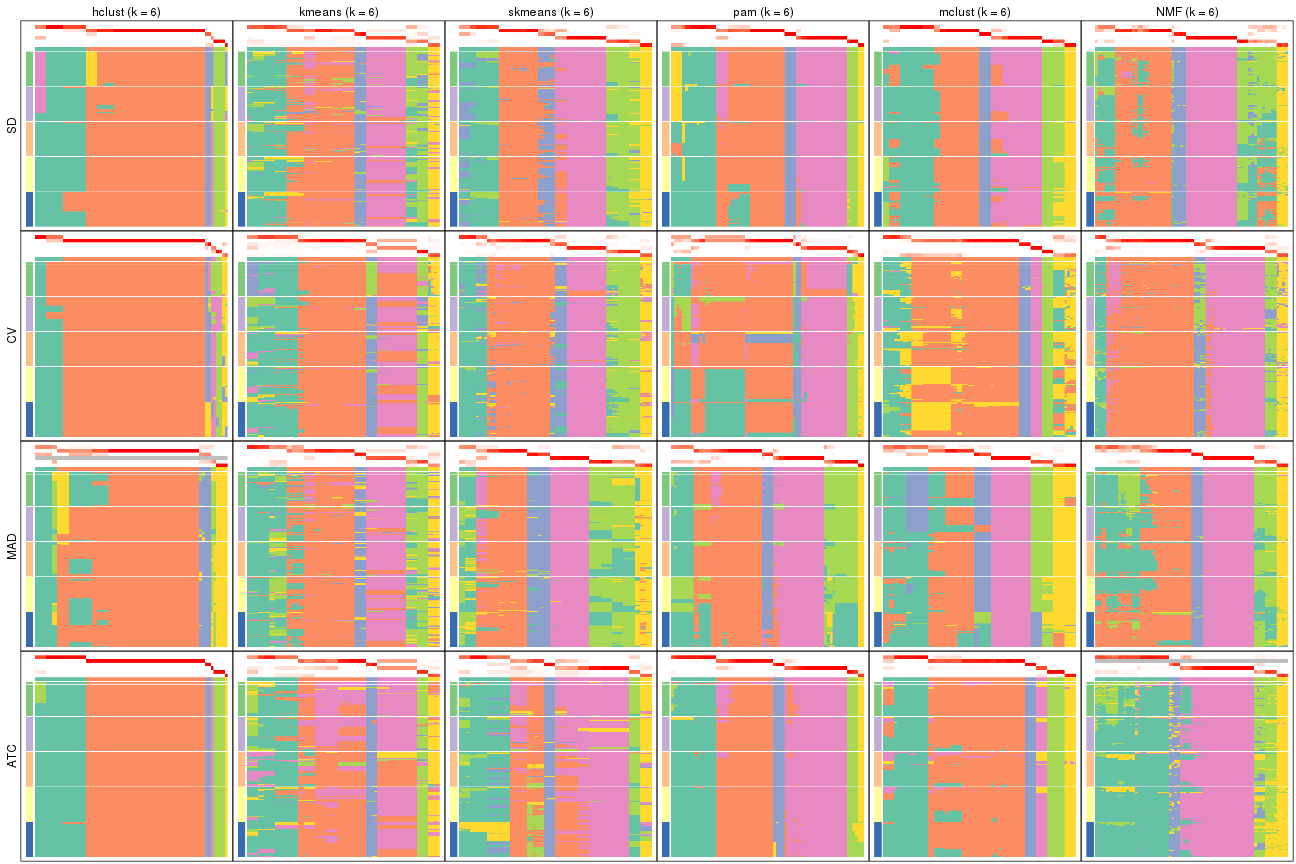 hclust (k = 6) kmeans (k = 6) skmeans (k = 6) pam (k = 6) mclust (k = 6) NMF (k = 6)
SD
CV
MAD
ATC